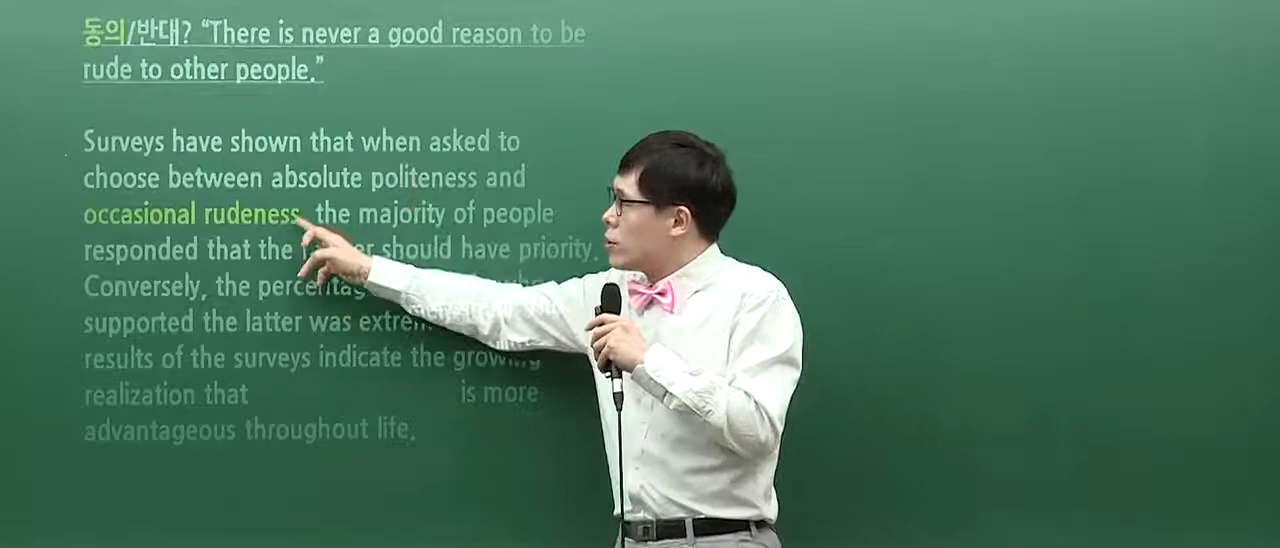 동의/반대? “There is never a good reason to be
rude to other people.”
Surveys have shown that when asked to
choose between absolute politeness and
occasional rudeness, the majority of people
responded that the should have priority.
Conversely, the
supported the latter was
results of the surveys indicate the growing
realization that is more
advantageous throughout life.